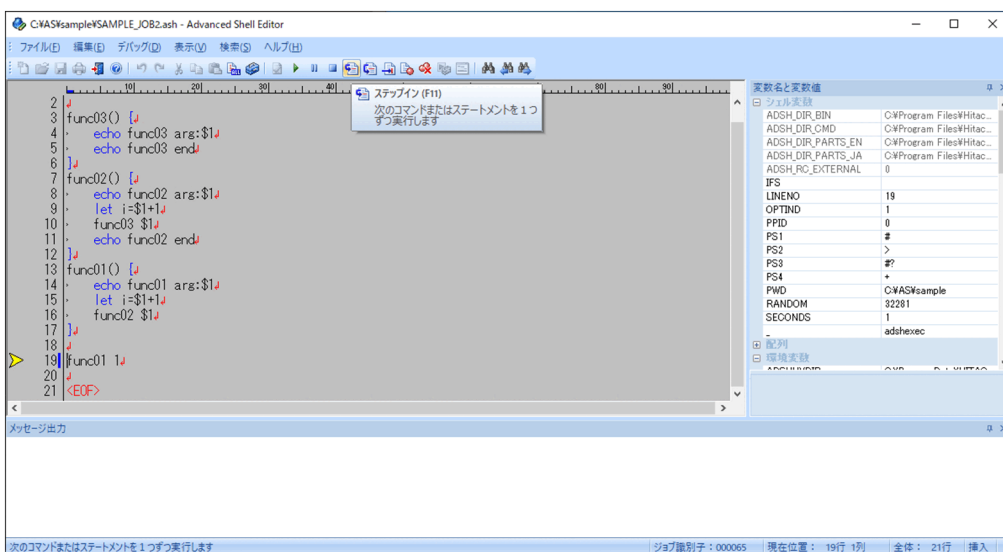 C:¥AS¥sample¥SAMPLE_JOB2.ash - Advanced Shell Editor
ファイル(F) 編集(E) デバッグ(D) 表示(V) 検索(S) ヘルプ(H)
10 20 30 40 80 90
ステップイン (F11)
次のコマンドまたはステートメントを1つ
ずつ実行します
2
3 func03() {
4 echo func03 arg:$1
5 echo func03 end
6 }
7 func02() {
8 echo func02 arg:$1
9 let i=$1+1
10 func03 $1
11 echo func02 end
12 }
13 func01() {
14 echo func01 arg:$1
15 let i=$1+1
16 func02 $1
17 }
18
19 func01 1
20
21 <EOF>
変数名と変数値
シェル変数
ADSH_DIR_BIN C:¥Program Files¥Hitac...
ADSH_DIR_CMD C:¥Program Files¥Hitac...
ADSH_DIR_PARTS_EN C:¥Program Files¥Hitac...
ADSH_DIR_PARTS_JA C:¥Program Files¥Hitac...
ADSH_RC_EXTERNAL 0
IFS
LINENO 19
OPTIND 1
PPID 0
PS1 #
PS2 >
PS3 #?
PS4 +
PWD C:¥AS¥sample
RANDOM 32281
SECONDS 1
_ adshexec
配列
環境変数
メッセージ出力
次のコマンドまたはステートメントを1つずつ実行します
ジョブ識別子：000065 現在位置： 19行 1列 全体： 21行 挿入